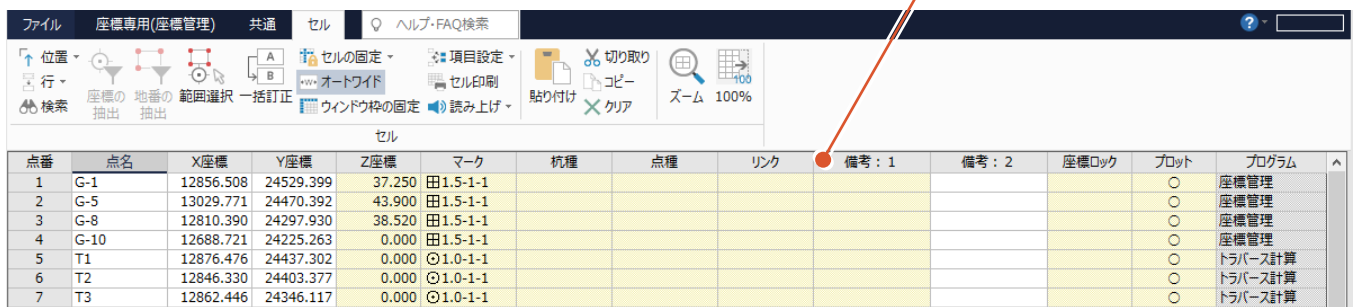 ファイル 座標専用(座標管理) 共通 セル ヘルプ・FAQ検索 ?
位置 座標の抽出 地番の抽出 範囲選択 A B 一括訂正 セルの固定 項目設定 貼り付け 切り取り ズーム 100 100%
行 オートワイド セル印刷 コピー
検索 ウィンドウ枠の固定 読み上げ クリア
セル
点番 点名 X座標 Y座標 Z座標 マーク 杭種 点種 リンク 備考：1 備考：2 座標ロック プロット プログラム
1 G-1 12856.508 24529.399 37.250 田1.5-1-1 ○ 座標管理
2 G-5 13029.771 24470.392 43.900 田1.5-1-1 ○ 座標管理
3 G-8 12810.390 24297.930 38.520 田1.5-1-1 ○ 座標管理
4 G-10 12688.721 24225.263 0.000 田1.5-1-1 ○ 座標管理
5 T1 12876.476 24437.302 0.000 ⊙1.0-1-1 ○ トラバース計算
6 T2 12846.330 24403.377 0.000 ⊙1.0-1-1 ○ トラバース計算
7 T3 12862.446 24346.117 0.000 ⊙1.0-1-1 ○ トラバース計算